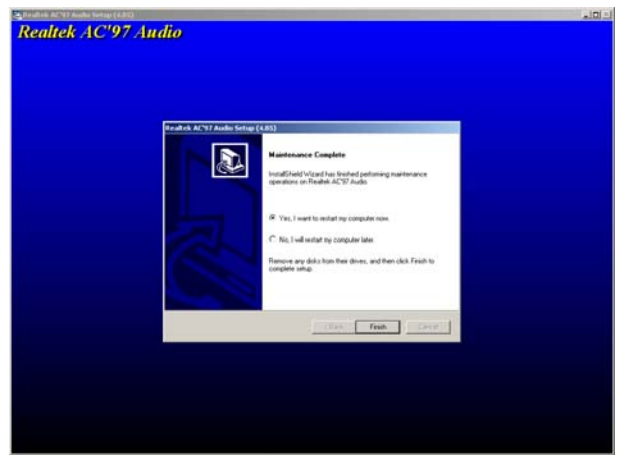 Realtek AC'97 Audio Setup (4.85)
Realtek AC'97 Audio
Realtek AC'97 Audio Setup (4.85)
Maintenance Complete
InstallShield Wizard has finished performing maintenance
operations on Realtek AC'97 Audio.
Yes, I want to restart my computer now.
No, I will restart my computer later.
Remove any disks from their drives, and then click Finish to
complete setup.
< Back
Finish
Cancel